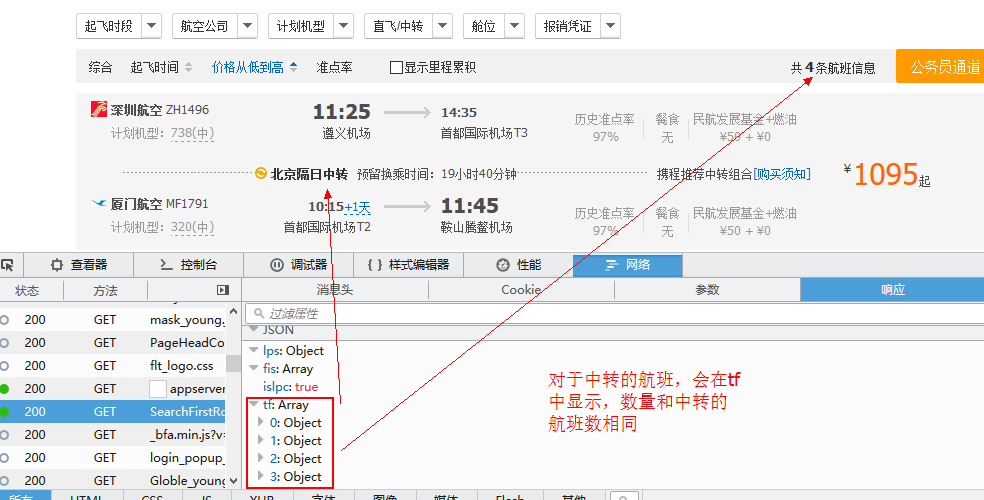 起飞时段 航空公司 计划机型 直飞/中转 舱位 报销凭证
综合 起飞时间 价格从低到高 准点率 显示里程累积 共4条航班信息 公务员通道
深圳航空 ZH1496 11:25 14:35 历史准点率 餐食 民航发展基金+燃油
计划机型：738(中) 遵义机场 首都国际机场T3 97% 无 ¥50 + ¥0
北京隔日中转 预留换乘时间：19小时40分钟 携程推荐中转组合[购买须知] ¥1095起
厦门航空 MF1791 10:15+1天 11:45 历史准点率 餐食 民航发展基金+燃油
计划机型：320(中) 首都国际机场T2 鞍山腾鳌机场 97% 无 ¥50 + ¥0
查看器 控制台 调试器 { } 样式编辑器 性能 网络
状态 方法 消息头 Cookie 参数 响应
200 GET mask_young.
过滤属性
200 GET PageHeadCo
JSON
lps: Object
200 GET flt_logo.css
fis: Array
200 GET appserver
islpc: true
200 GET SearchFirstRo
tf: Array
0: Object
200 GET _bfa.min.js?v=
1: Object
200 GET login_popup_
2: Object
200 GET Globle_young
3: Object
对于中转的航班，会在tf
中显示，数量和中转的
航班数相同
所有 HTML CSS JS XHR 字体 图像 媒体 Flash 其他